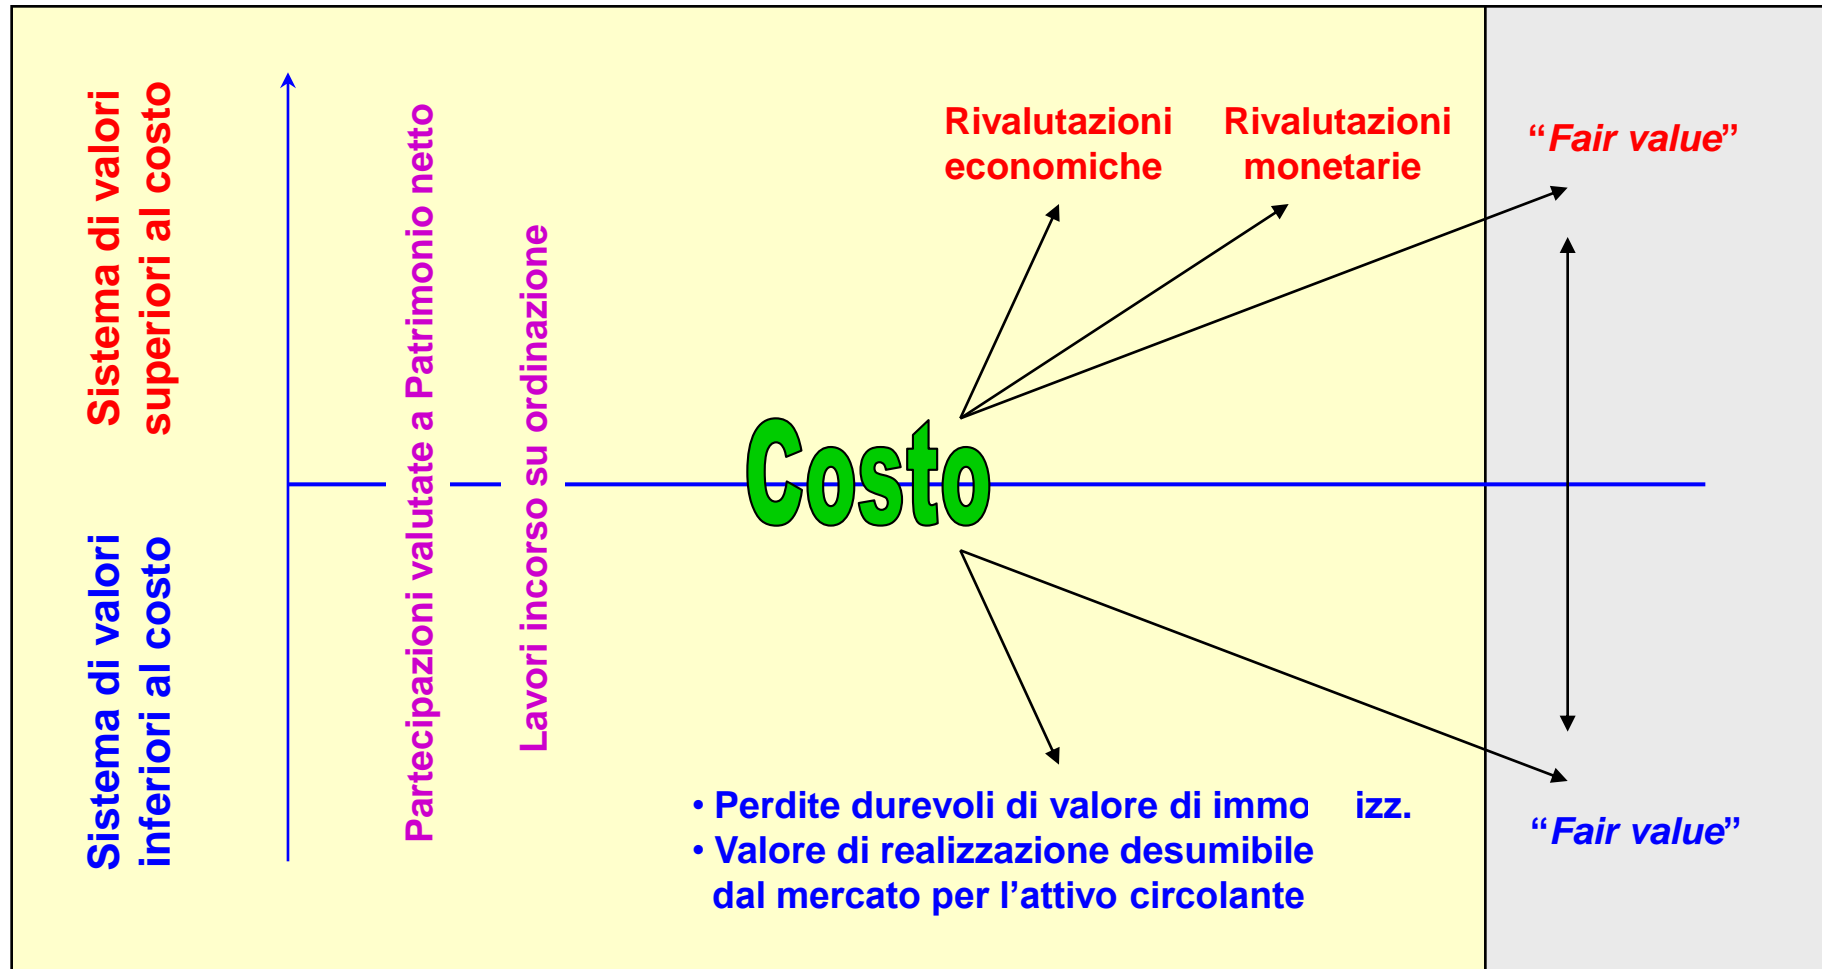 Sistema di valori
superiori al costo
Sistema di valori
inferiori al costo
Partecipazioni valutate a Patrimonio netto
Lavori incorso su ordinazione
Rivalutazioni
economiche
Rivalutazioni
monetarie
“Fair value”
Costo
• Perdite durevoli di valore di immo izz.
• Valore di realizzazione desumibile
dal mercato per l’attivo circolante
“Fair value”